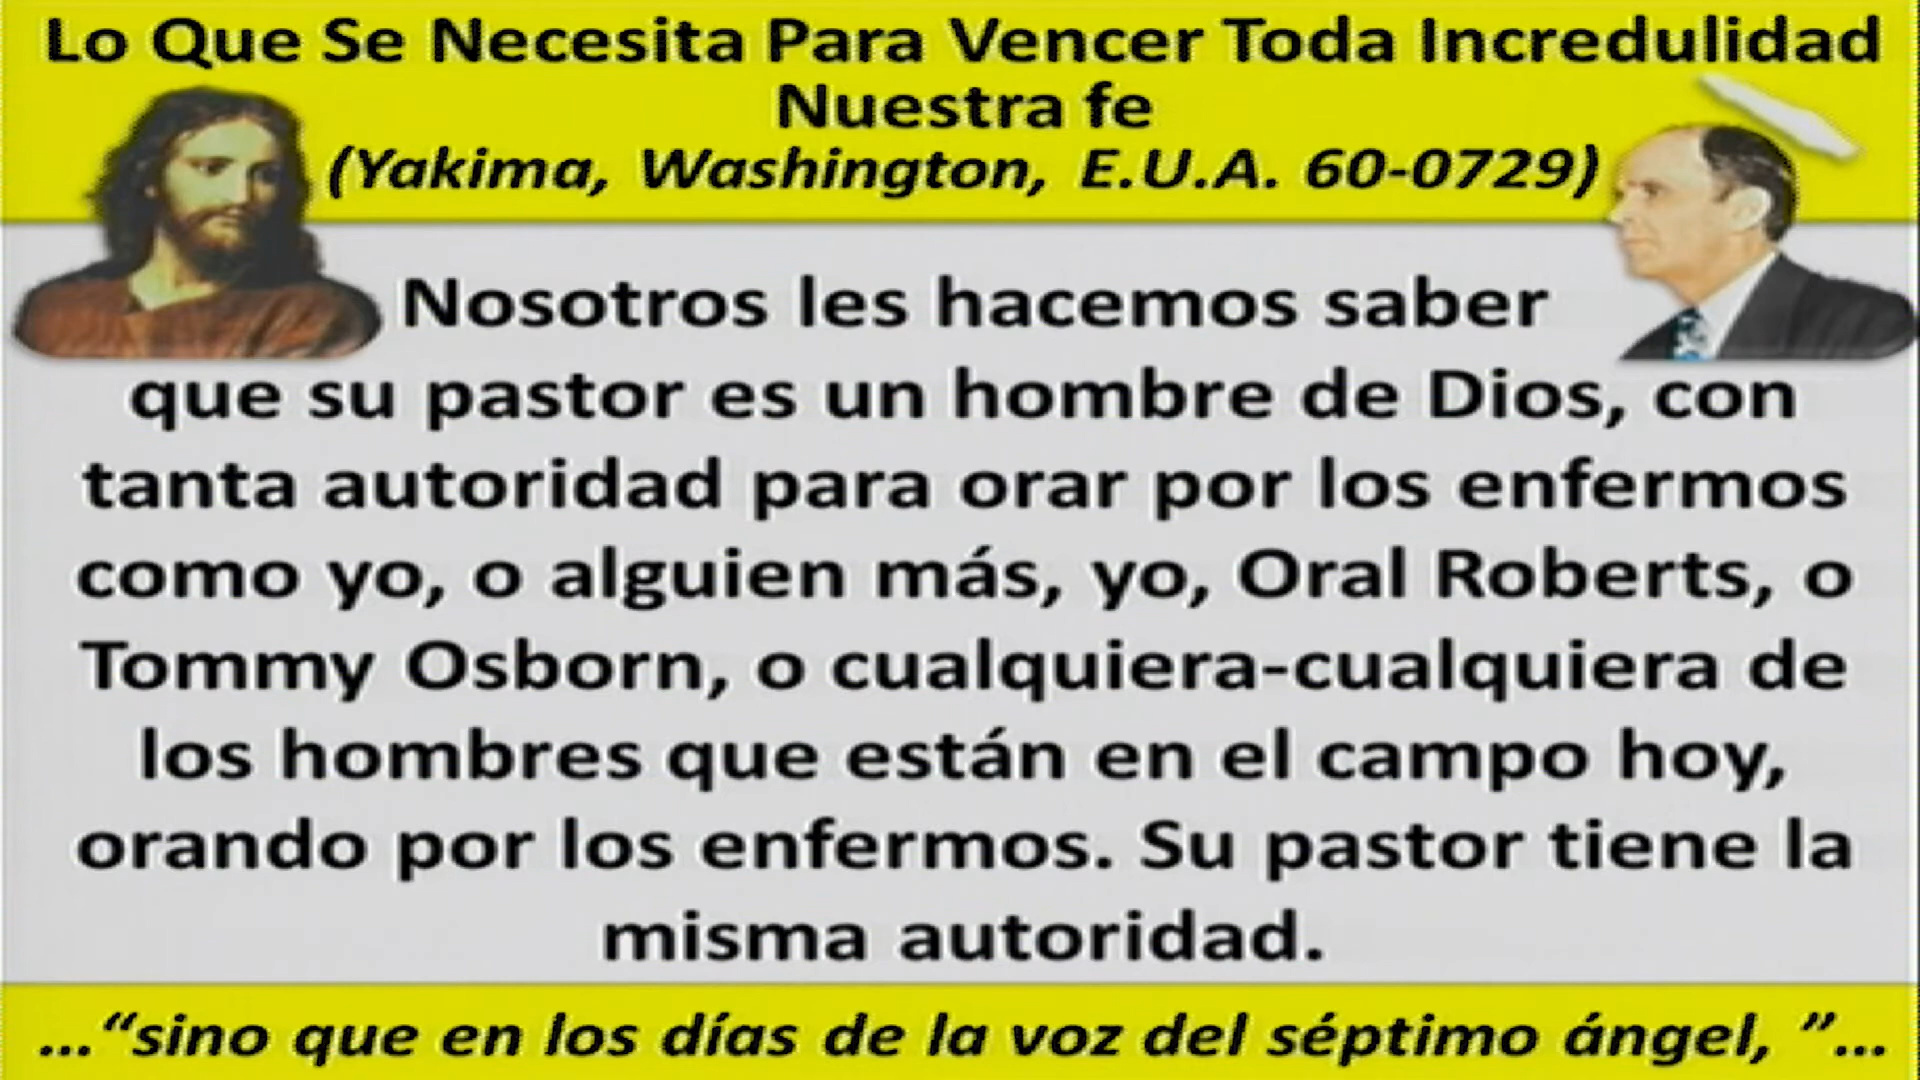 Lo Que Se Necesita Para Vencer Toda Incredulidad
Nuestra fe
(Yakima, Washington, E.U.A. 60-0729)
Nosotros les hacemos saber
que su pastor es un hombre de Dios, con
tanta autoridad para orar por los enfermos
como yo, o alguien más, yo, Oral Roberts, o
Tommy Osborn, o cualquiera-cualquiera de
los hombres que están en el campo hoy,
orando por los enfermos. Su pastor tiene la
misma autoridad.
...“sino que en los días de la voz del séptimo ángel, ”...